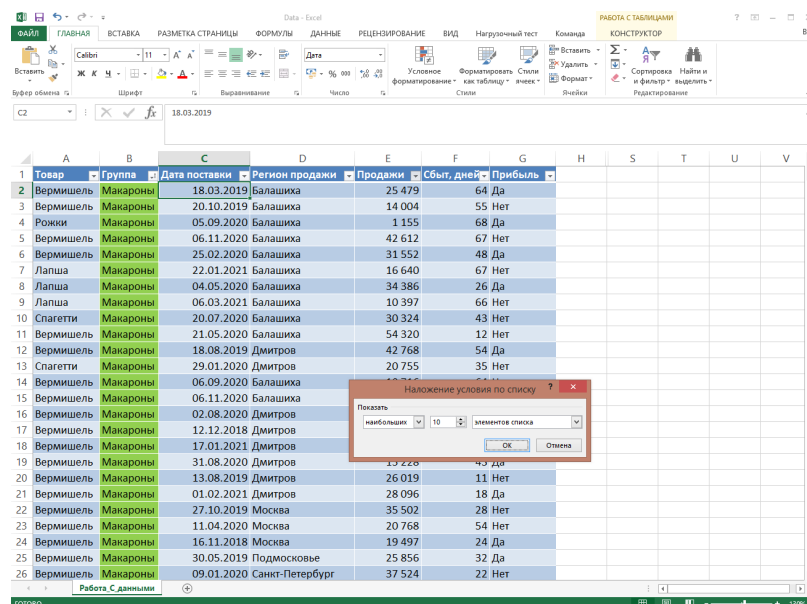 Data - Excel РАБОТА С ТАБЛИЦАМИ ?
ФАЙЛ ГЛАВНАЯ ВСТАВКА РАЗМЕТКА СТРАНИЦЫ ФОРМУЛЫ ДАННЫЕ РЕЦЕНЗИРОВАНИЕ ВИД Нагрузочный тест Команда КОНСТРУКТОР
Вставить Calibri 11 Дата Условное форматирование Форматировать как таблицу Стили ячеек Вставить Удалить Формат Сортировка и фильтр Найти и выделить
Ж К Ч % 000
Буфер обмена Шрифт Выравнивание Число Стили Ячейки Редактирование
C2 fx 18.03.2019
A B C D E F G H S T U V
1 Товар Группа Дата поставки Регион продажи Продажи Сбыт, дней Прибыль
2 Вермишель Макароны 18.03.2019 Балашиха 25 479 64 Да
3 Вермишель Макароны 20.10.2019 Балашиха 14 004 55 Нет
4 Рожки Макароны 05.09.2020 Балашиха 1 155 68 Да
5 Вермишель Макароны 06.11.2020 Балашиха 42 612 67 Нет
6 Вермишель Макароны 25.02.2020 Балашиха 31 552 48 Да
7 Лапша Макароны 22.01.2021 Балашиха 16 640 67 Нет
8 Лапша Макароны 04.05.2020 Балашиха 34 386 26 Да
9 Лапша Макароны 06.03.2021 Балашиха 10 397 66 Нет
10 Спагетти Макароны 20.07.2020 Балашиха 30 324 43 Нет
11 Вермишель Макароны 21.05.2020 Балашиха 54 320 12 Нет
12 Вермишель Макароны 18.08.2019 Дмитров 42 768 54 Да
13 Спагетти Макароны 29.01.2020 Дмитров 20 755 35 Нет
14 Вермишель Макароны 06.09.2020 Балашиха
15 Вермишель Макароны 06.11.2020 Балашиха
16 Вермишель Макароны 02.08.2020 Дмитров
17 Вермишель Макароны 12.12.2018 Дмитров
18 Вермишель Макароны 17.01.2021 Дмитров
19 Вермишель Макароны 31.08.2020 Дмитров 15 228 45 Да
20 Вермишель Макароны 13.08.2019 Дмитров 26 019 11 Нет
21 Вермишель Макароны 01.02.2021 Дмитров 28 096 18 Да
22 Вермишель Макароны 27.10.2019 Москва 35 502 28 Нет
23 Вермишель Макароны 11.04.2020 Москва 20 768 54 Нет
24 Вермишель Макароны 16.11.2018 Москва 19 497 24 Да
25 Вермишель Макароны 30.05.2019 Подмосковье 25 856 32 Да
26 Вермишель Макароны 09.01.2020 Санкт-Петербург 37 524 22 Нет
Наложение условия по списку ?
Показать
наибольших 10 элементов списка
ОК Отмена
Работа_С_данными